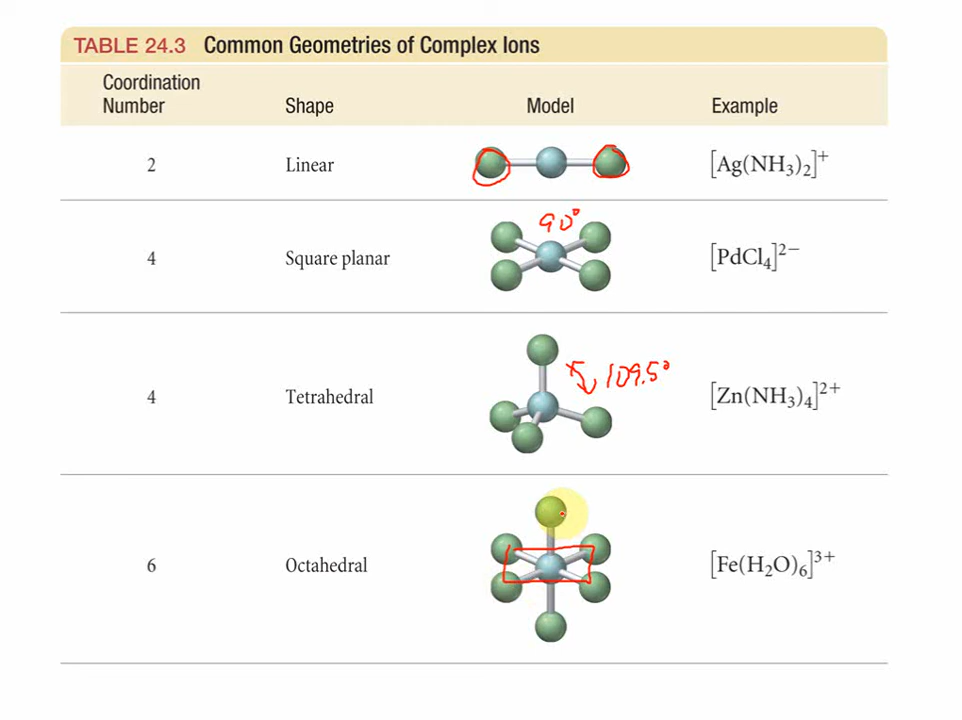 TABLE 24.3 Common Geometries of Complex Ions
Coordination Number Shape Model Example
2 Linear [Ag(NH₃)₂]⁺
90°
4 Square planar [PdCl₄]²⁻
109.5°
4 Tetrahedral [Zn(NH₃)₄]²⁺
6 Octahedral [Fe(H₂O)₆]³⁺